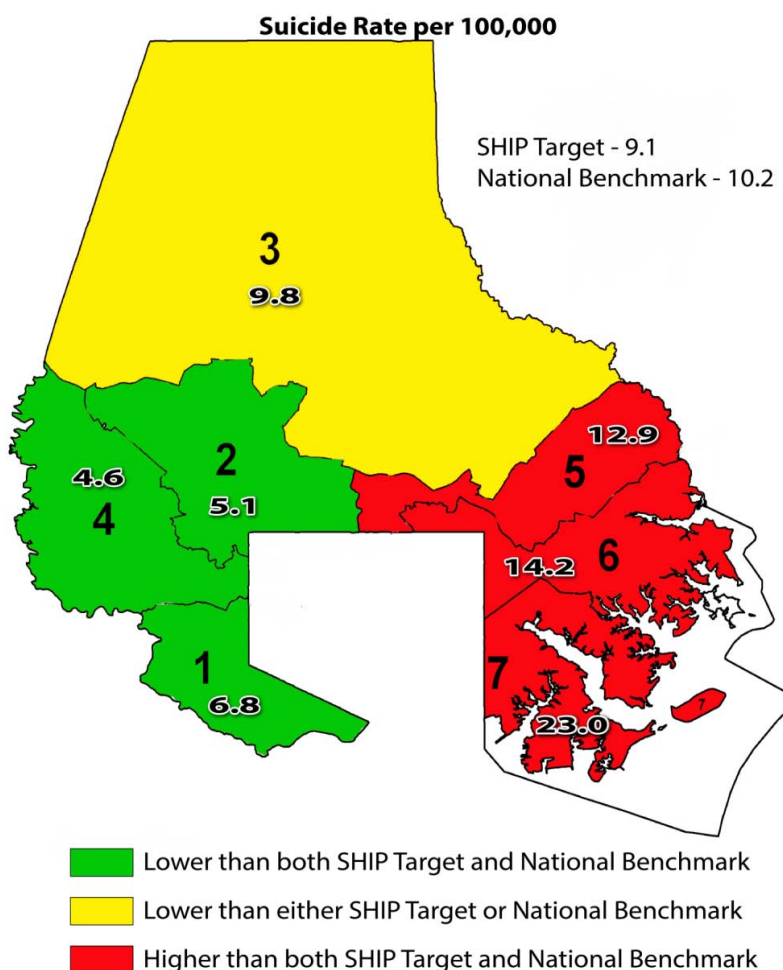 Suicide Rate per 100,000
SHIP Target - 9.1
National Benchmark - 10.2
3
9.8
12.9
5
2
4.6
5.1
4
6
14.2
1
7
6.8
7
23.0
Lower than both SHIP Target and National Benchmark
Lower than either SHIP Target or National Benchmark
Higher than both SHIP Target and National Benchmark